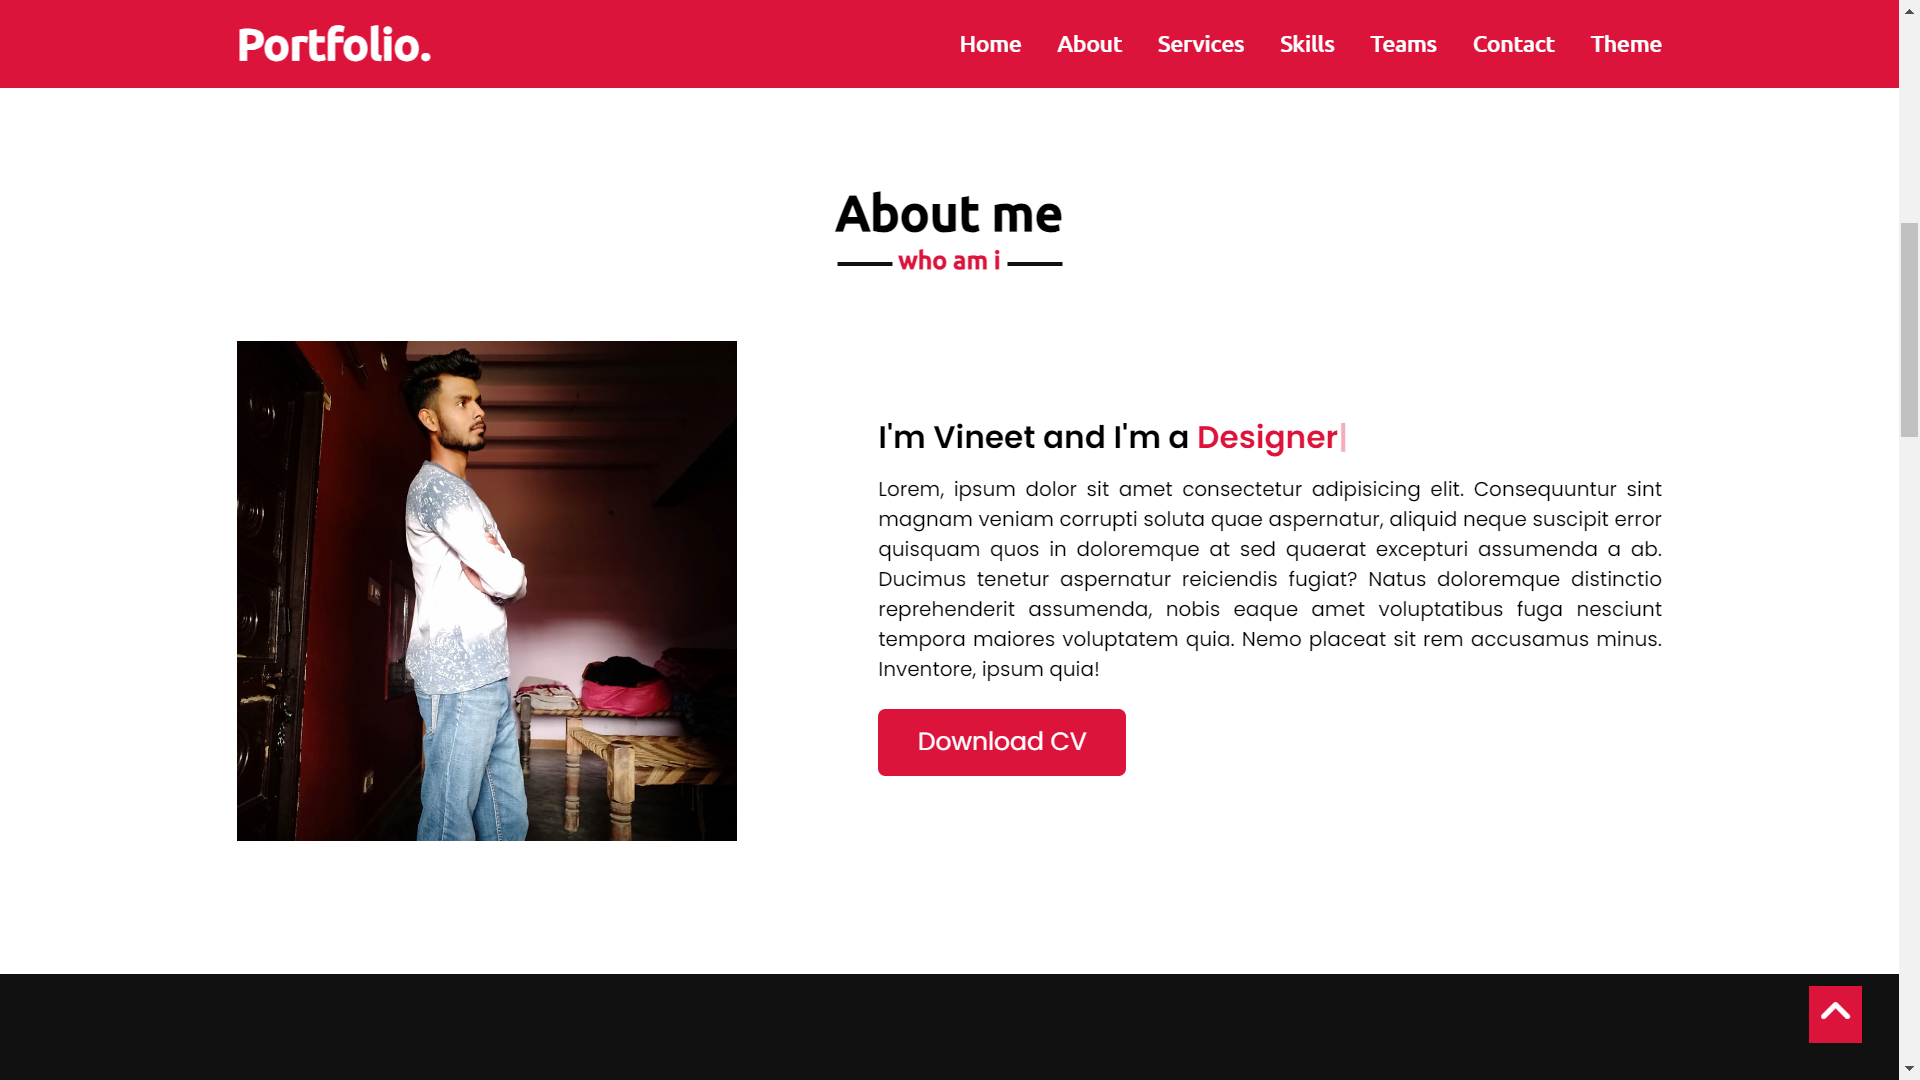 Portfolio.
Home About Services Skills Teams Contact Theme
About me
who am i
I'm Vineet and I'm a Designer
Lorem, ipsum dolor sit amet consectetur adipisicing elit. Consequuntur sint
magnam veniam corrupti soluta quae aspernatur, aliquid neque suscipit error
quisquam quos in doloremque at sed quaerat excepturi assumenda a ab.
Ducimus tenetur aspernatur reiciendis fugiat? Natus doloremque distinctio
reprehenderit assumenda, nobis eaque amet voluptatibus fuga nesciunt
tempora maiores voluptatem quia. Nemo placeat sit rem accusamus minus.
Inventore, ipsum quia!
Download CV